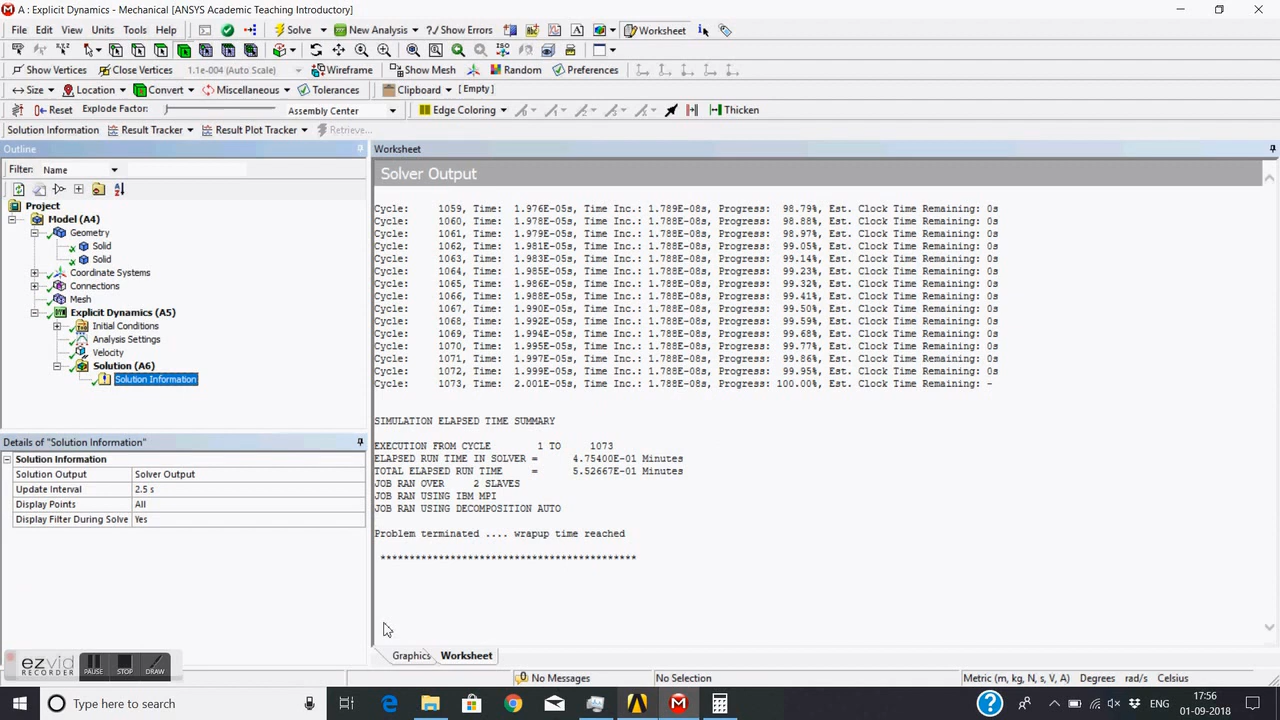 A : Explicit Dynamics - Mechanical [ANSYS Academic Teaching Introductory]
File Edit View Units Tools Help Solve New Analysis Show Errors Worksheet
Show Vertices Close Vertices 1.1e-004 (Auto Scale) Wireframe Show Mesh Random Preferences
Size Location Convert Miscellaneous Tolerances Clipboard [Empty]
Reset Explode Factor: Assembly Center Edge Coloring Thicken
Solution Information Result Tracker Result Plot Tracker Retrieve...
Outline
Filter: Name
Project
Model (A4)
Geometry
Solid
Solid
Coordinate Systems
Connections
Mesh
Explicit Dynamics (A5)
Initial Conditions
Analysis Settings
Velocity
Solution (A6)
Solution Information
Details of "Solution Information"
Solution Information
Solution Output Solver Output
Update Interval 2.5 s
Display Points All
Display Filter During Solve Yes
Worksheet
Solver Output
Cycle: 1059, Time: 1.976E-05s, Time Inc.: 1.789E-08s, Progress: 98.79%, Est. Clock Time Remaining: 0s
Cycle: 1060, Time: 1.978E-05s, Time Inc.: 1.788E-08s, Progress: 98.88%, Est. Clock Time Remaining: 0s
Cycle: 1061, Time: 1.979E-05s, Time Inc.: 1.788E-08s, Progress: 98.97%, Est. Clock Time Remaining: 0s
Cycle: 1062, Time: 1.981E-05s, Time Inc.: 1.788E-08s, Progress: 99.05%, Est. Clock Time Remaining: 0s
Cycle: 1063, Time: 1.983E-05s, Time Inc.: 1.788E-08s, Progress: 99.14%, Est. Clock Time Remaining: 0s
Cycle: 1064, Time: 1.985E-05s, Time Inc.: 1.788E-08s, Progress: 99.23%, Est. Clock Time Remaining: 0s
Cycle: 1065, Time: 1.986E-05s, Time Inc.: 1.788E-08s, Progress: 99.32%, Est. Clock Time Remaining: 0s
Cycle: 1066, Time: 1.988E-05s, Time Inc.: 1.788E-08s, Progress: 99.41%, Est. Clock Time Remaining: 0s
Cycle: 1067, Time: 1.990E-05s, Time Inc.: 1.788E-08s, Progress: 99.50%, Est. Clock Time Remaining: 0s
Cycle: 1068, Time: 1.992E-05s, Time Inc.: 1.788E-08s, Progress: 99.59%, Est. Clock Time Remaining: 0s
Cycle: 1069, Time: 1.994E-05s, Time Inc.: 1.788E-08s, Progress: 99.68%, Est. Clock Time Remaining: 0s
Cycle: 1070, Time: 1.995E-05s, Time Inc.: 1.788E-08s, Progress: 99.77%, Est. Clock Time Remaining: 0s
Cycle: 1071, Time: 1.997E-05s, Time Inc.: 1.788E-08s, Progress: 99.86%, Est. Clock Time Remaining: 0s
Cycle: 1072, Time: 1.999E-05s, Time Inc.: 1.788E-08s, Progress: 99.95%, Est. Clock Time Remaining: 0s
Cycle: 1073, Time: 2.001E-05s, Time Inc.: 1.788E-08s, Progress: 100.00%, Est. Clock Time Remaining: -
SIMULATION ELAPSED TIME SUMMARY
EXECUTION FROM CYCLE 1 TO 1073
ELAPSED RUN TIME IN SOLVER = 4.75400E-01 Minutes
TOTAL ELAPSED RUN TIME = 5.52667E-01 Minutes
JOB RAN OVER 2 SLAVES
JOB RAN USING IBM MPI
JOB RAN USING DECOMPOSITION AUTO
Problem terminated .... wrapup time reached
********************************************
Graphics Worksheet
ezvid RECORDER PAUSE STOP DRAW
No Messages No Selection Metric (m, kg, N, s, V, A) Degrees rad/s Celsius
Type here to search
ENG 17:56
01-09-2018